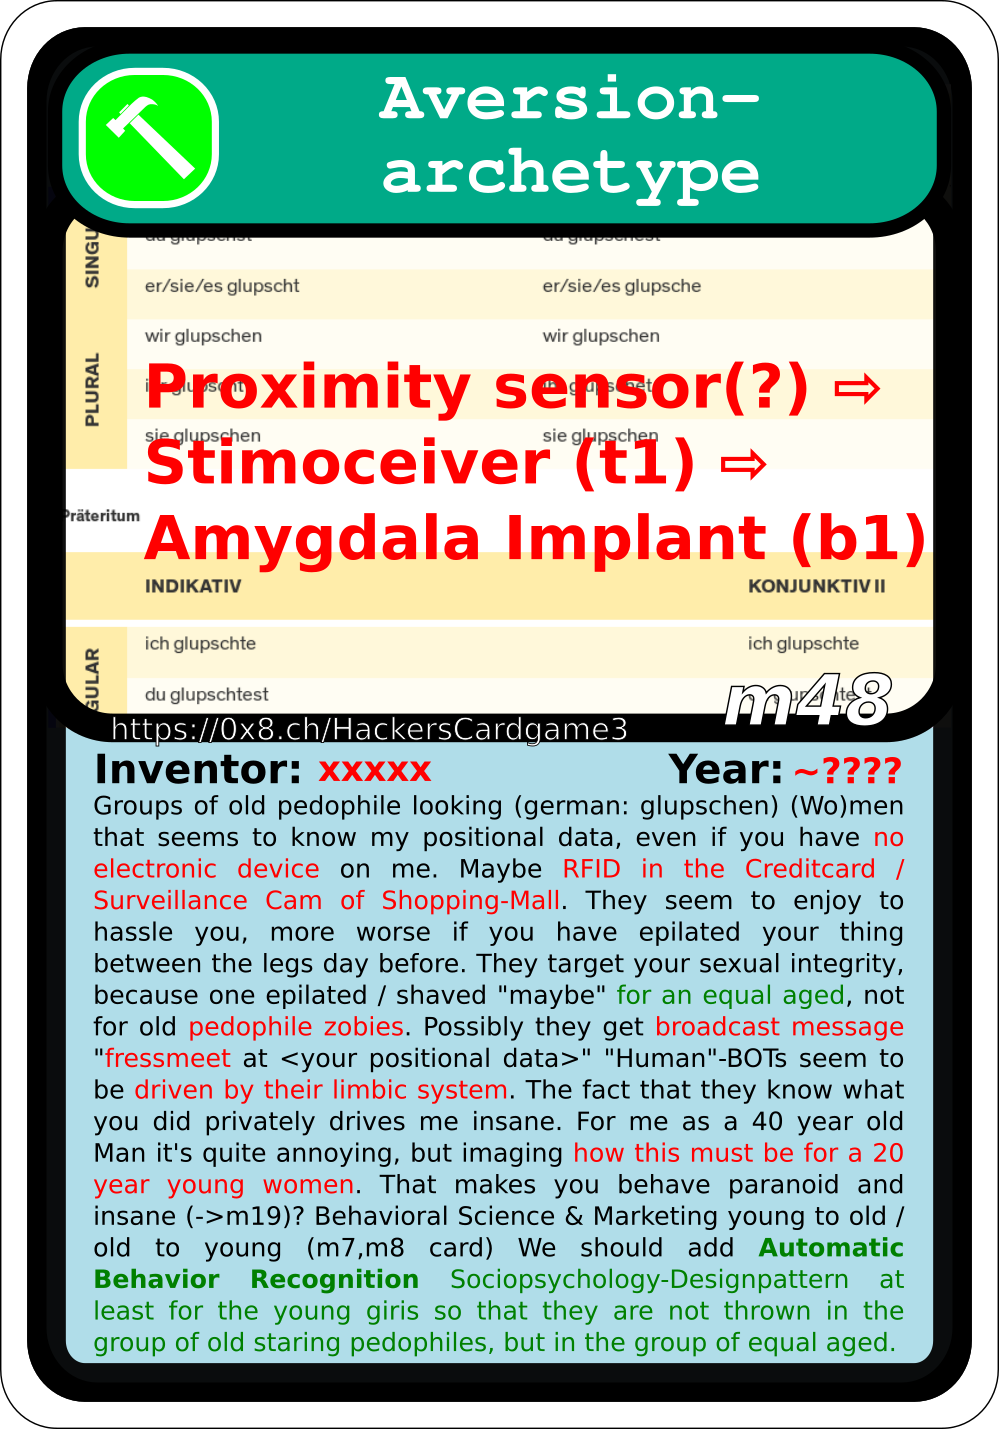 Aversion-
archetype
SINGU
du glupschst du glupschest
er/sie/es glupscht er/sie/es glupsche
wir glupschen wir glupschen
PLURAL
Proximity sensor(?) ⇨
ihr glupscht ihr glupschet
sie glupschen sie glupschen
Stimoceiver (t1) ⇨
Präteritum
Amygdala Implant (b1)
INDIKATIV KONJUNKTIV II
ich glupschte ich glupschte
GULAR
du glupschtest
m48
https://0x8.ch/HackersCardgame3
Inventor: xxxxx Year: ~????
Groups of old pedophile looking (german: glupschen) (Wo)men
that seems to know my positional data, even if you have no
electronic device on me. Maybe RFID in the Creditcard /
Surveillance Cam of Shopping-Mall. They seem to enjoy to
hassle you, more worse if you have epilated your thing
between the legs day before. They target your sexual integrity,
because one epilated / shaved "maybe" for an equal aged, not
for old pedophile zobies. Possibly they get broadcast message
"fressmeet at <your positional data>" "Human"-BOTs seem to
be driven by their limbic system. The fact that they know what
you did privately drives me insane. For me as a 40 year old
Man it's quite annoying, but imaging how this must be for a 20
year young women. That makes you behave paranoid and
insane (->m19)? Behavioral Science & Marketing young to old /
old to young (m7,m8 card) We should add Automatic
Behavior Recognition Sociopsychology-Designpattern at
least for the young giris so that they are not thrown in the
group of old staring pedophiles, but in the group of equal aged.